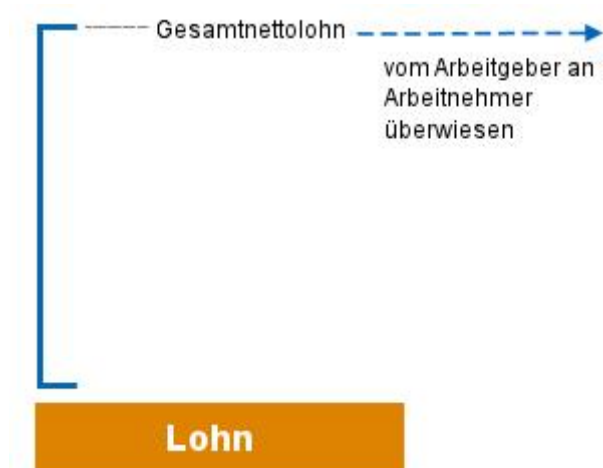 Gesamtnettolohn
vom Arbeitgeber an
Arbeitnehmer
überwiesen
Lohn